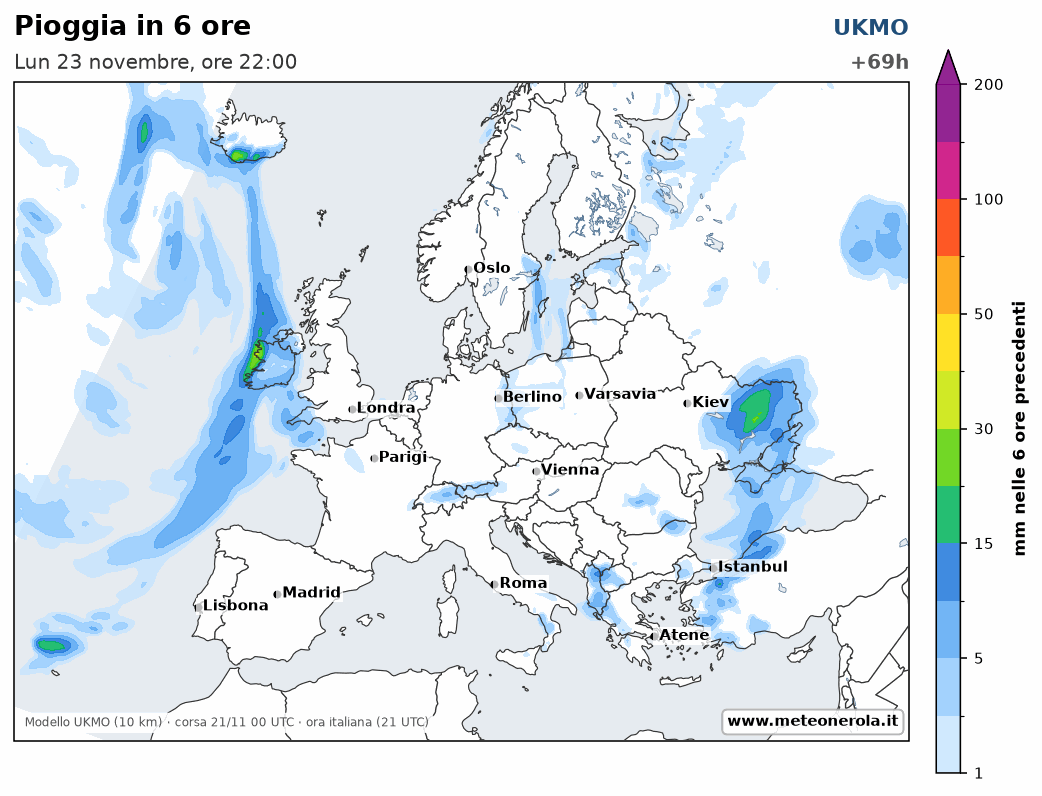 Pioggia in 6 ore
UKMO
Lun 23 novembre, ore 22:00
+69h
200
100
50
30
15
5
1
mm nelle 6 ore precedenti
Oslo
Londra
Berlino
Varsavia
Kiev
Parigi
Vienna
Istanbul
Roma
Madrid
Lisbona
Atene
Modello UKMO (10 km) · corsa 21/11 00 UTC · ora italiana (21 UTC)
www.meteonerola.it